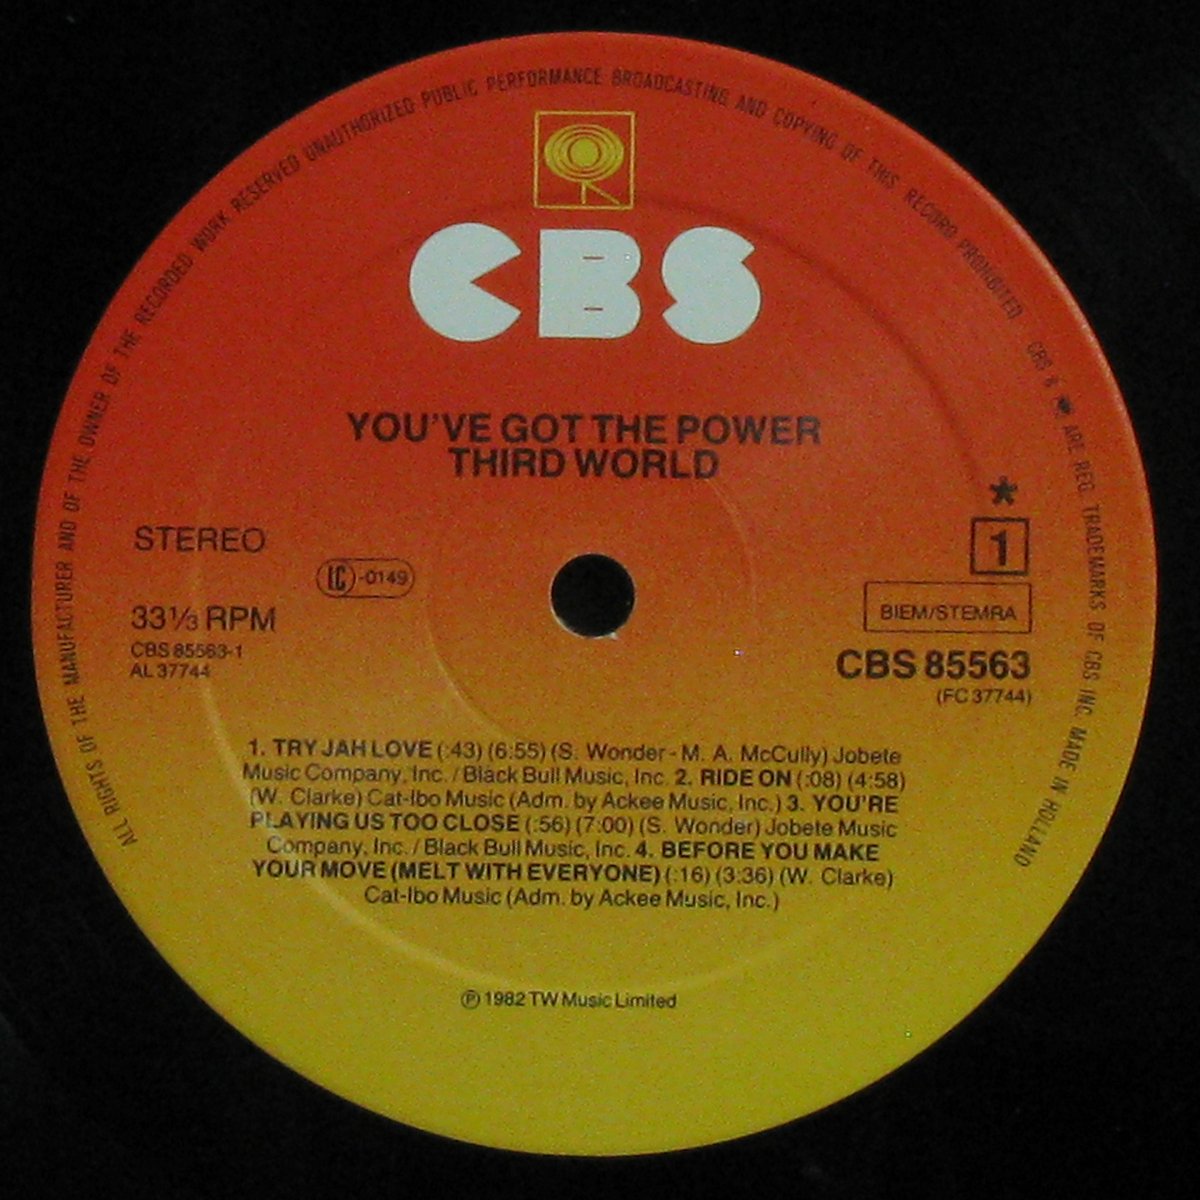 ALL RIGHTS OF THE MANUFACTURER AND OF THE OWNER OF THE RECORDED WORK RESERVED UNAUTHORIZED PUBLIC PERFORMANCE BROADCASTING AND COPYING OF THIS RECORD PROHIBITED CBS & ARE REG. TRADEMARKS OF CBS INC. MADE IN HOLLAND
CBS
YOU'VE GOT THE POWER
THIRD WORLD
*
STEREO
1
LC-0149
33⅓ RPM
BIEM/STEMRA
CBS 85563-1
AL 37744
CBS 85563
(FC 37744)
1. TRY JAH LOVE (:43) (6:55) (S. Wonder - M. A. McCully) Jobete
Music Company, Inc. / Black Bull Music, Inc. 2. RIDE ON (:08) (4:58)
(W. Clarke) Cat-Ibo Music (Adm. by Ackee Music, Inc.) 3. YOU'RE
PLAYING US TOO CLOSE (:56) (7:00) (S. Wonder) Jobete Music
Company, Inc. / Black Bull Music, Inc. 4. BEFORE YOU MAKE
YOUR MOVE (MELT WITH EVERYONE) (:16) (3:36) (W. Clarke)
Cat-Ibo Music (Adm. by Ackee Music, Inc.)
℗ 1982 TW Music Limited